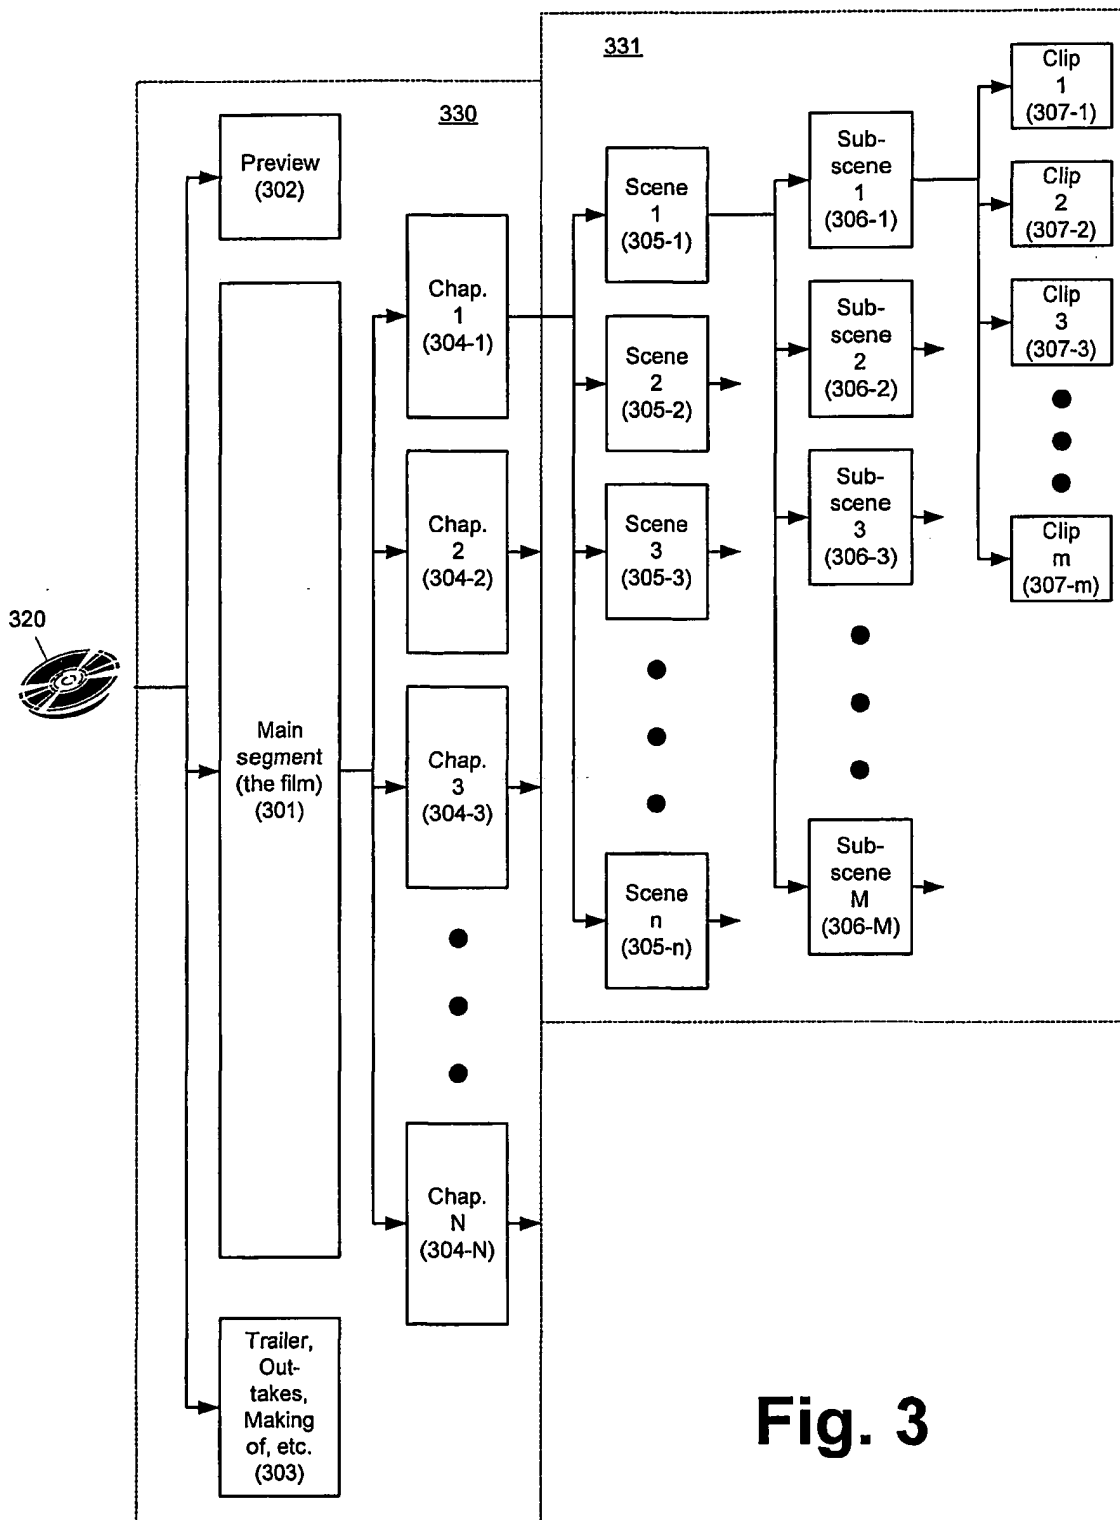 331
Clip
1
(307-1)
330
Preview
(302)
Sub-
scene
1
(306-1)
Scene
1
(305-1)
Clip
2
(307-2)
Chap.
1
(304-1)
Clip
3
(307-3)
Sub-
scene
2
(306-2)
Scene
2
(305-2)
Chap.
2
(304-2)
Scene
3
(305-3)
Sub-
scene
3
(306-3)
Clip
m
(307-m)
320
Main
segment
(the film)
(301)
Chap.
3
(304-3)
Sub-
scene
M
(306-M)
Scene
n
(305-n)
Chap.
N
(304-N)
Trailer,
Out-
takes,
Making
of, etc.
(303)
Fig. 3